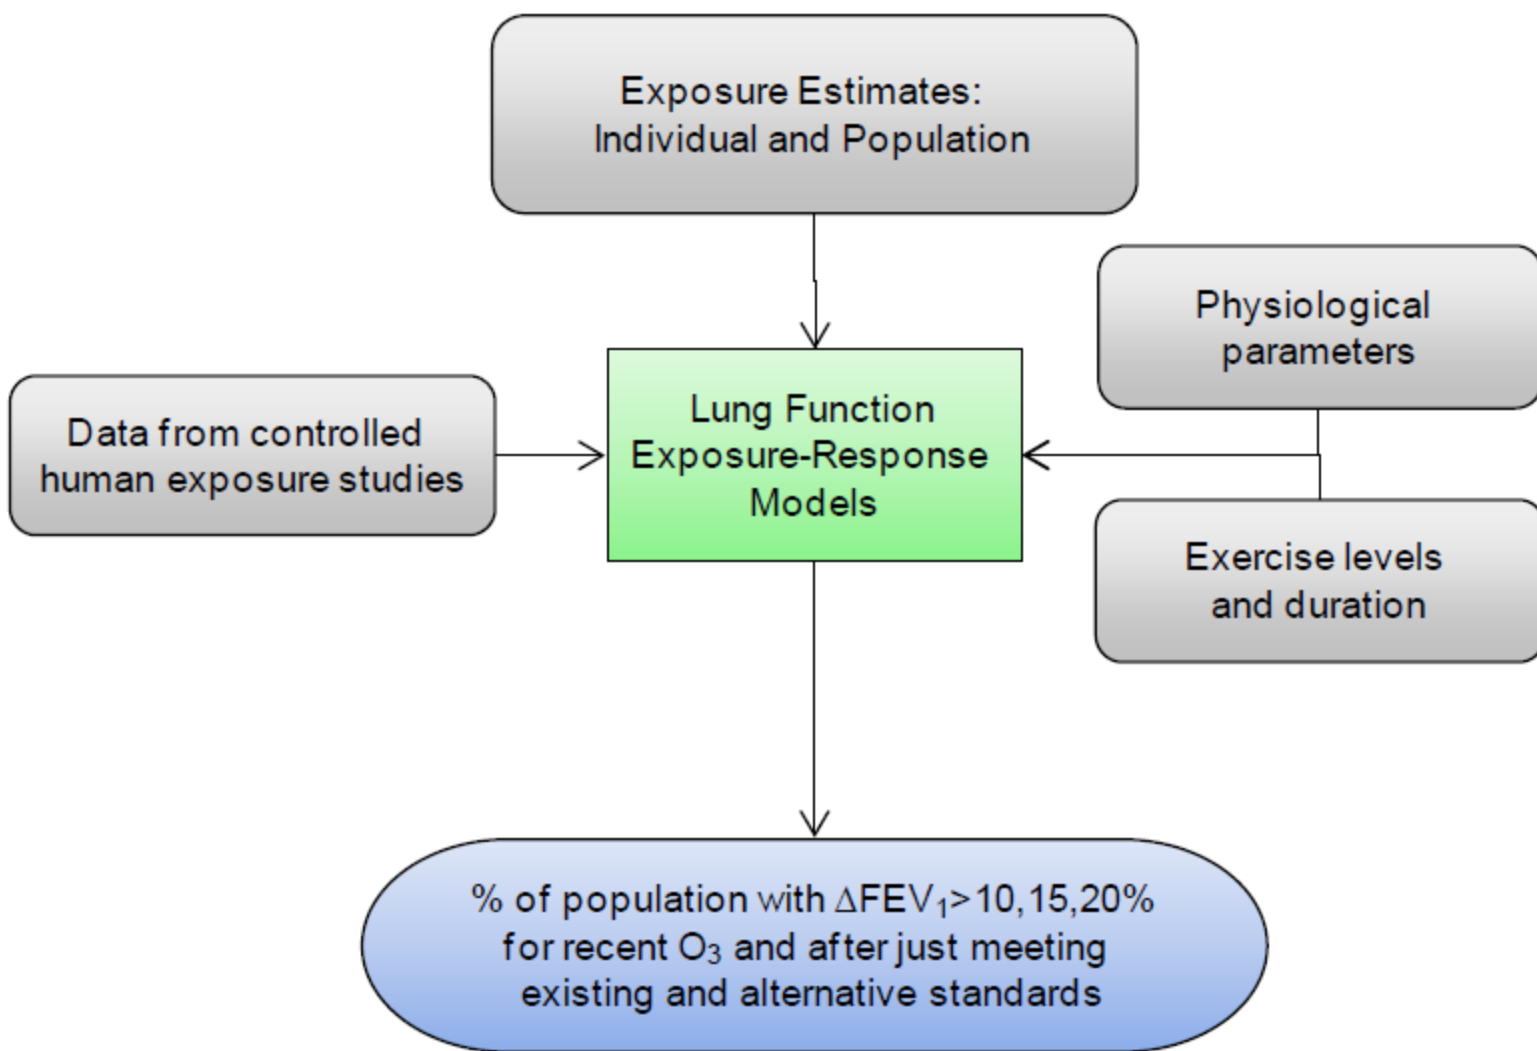 Exposure Estimates:
Individual and Population
Physiological
parameters
Data from controlled
human exposure studies
Lung Function
Exposure-Response
Models
Exercise levels
and duration
% of population with ΔFEV₁>10,15,20%
for recent O₃ and after just meeting
existing and alternative standards